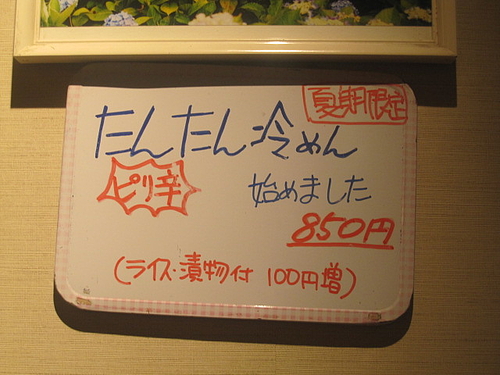 夏期限定
たんたん冷めん
ピリ辛
始めました
850円
(ライス・漬物付 100円増)